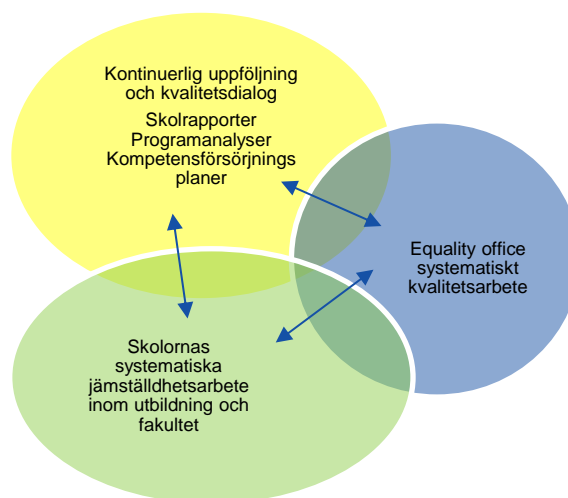 Kontinuerlig uppföljning
och kvalitetsdialog
Skolrapporter
Programanalyser
Kompetensförsörjnings
planer
Equality office
systematiskt
kvalitetsarbete
Skolornas
systematiska
jämställdhetsarbete
inom utbildning och
fakultet